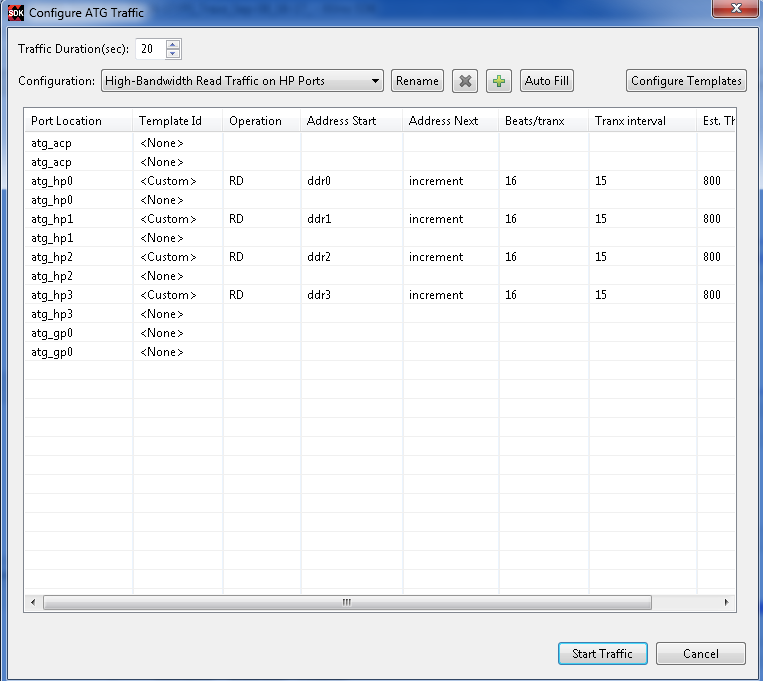 SDK Configure ATG Traffic
Traffic Duration(sec): 20
Configuration: High-Bandwidth Read Traffic on HP Ports Rename Auto Fill Configure Templates
Port Location Template Id Operation Address Start Address Next Beats/tranx Tranx interval Est. Th
atg_acp <None>
atg_acp <None>
atg_hp0 <Custom> RD ddr0 increment 16 15 800
atg_hp0 <None>
atg_hp1 <Custom> RD ddr1 increment 16 15 800
atg_hp1 <None>
atg_hp2 <Custom> RD ddr2 increment 16 15 800
atg_hp2 <None>
atg_hp3 <Custom> RD ddr3 increment 16 15 800
atg_hp3 <None>
atg_gp0 <None>
atg_gp0 <None>
Start Traffic Cancel